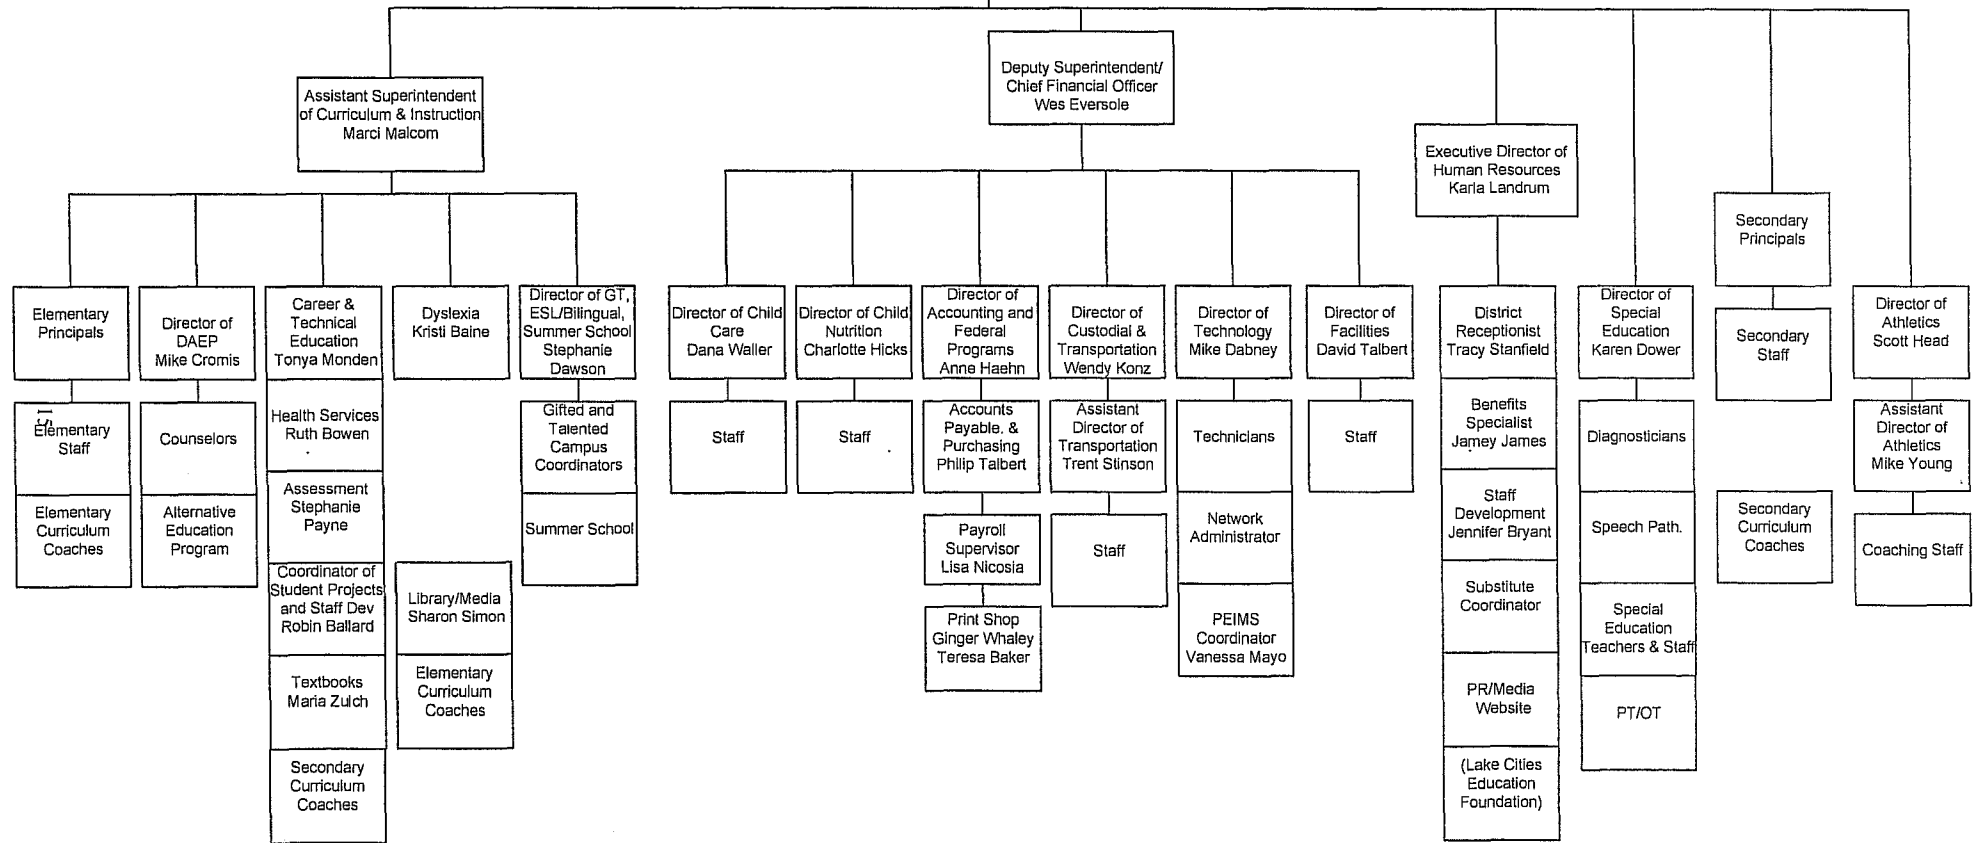 Assistant Superintendent
of Curriculum & Instruction
Marci Malcom
Deputy Superintendent/
Chief Financial Officer
Wes Eversole
Executive Director of
Human Resources
Karla Landrum
Secondary
Principals
Elementary
Principals
Director of
DAEP
Mike Cromis
Career &
Technical
Education
Tonya Monden
Dyslexia
Kristi Baine
Director of GT,
ESL/Bilingual,
Summer School
Stephanie
Dawson
Director of Child
Care
Dana Waller
Director of Child
Nutrition
Charlotte Hicks
Director of
Accounting and
Federal
Programs
Anne Haehn
Director of
Custodial &
Transportation
Wendy Konz
Director of
Technology
Mike Dabney
Director of
Facilities
David Talbert
District
Receptionist
Tracy Stanfield
Director of
Special
Education
Karen Dower
Secondary
Staff
Director of
Athletics
Scott Head
15
Elementary
Staff
Counselors
Health Services
Ruth Bowen
Gifted and
Talented
Campus
Coordinators
Staff
Staff
Accounts
Payable. &
Purchasing
Philip Talbert
Assistant
Director of
Transportation
Trent Stinson
Technicians
Staff
Benefits
Specialist
Jamey James
Diagnosticians
Assistant
Director of
Athletics
Mike Young
Elementary
Curriculum
Coaches
Alternative
Education
Program
Assessment
Stephanie
Payne
Summer School
Payroll
Supervisor
Lisa Nicosia
Staff
Network
Administrator
Staff
Development
Jennifer Bryant
Speech Path.
Secondary
Curriculum
Coaches
Coaching Staff
Coordinator of
Student Projects
and Staff Dev
Robin Ballard
Library/Media
Sharon Simon
Print Shop
Ginger Whaley
Teresa Baker
PEIMS
Coordinator
Vanessa Mayo
Substitute
Coordinator
Special
Education
Teachers & Staff
Textbooks
Maria Zulch
Elementary
Curriculum
Coaches
PR/Media
Website
PT/OT
Secondary
Curriculum
Coaches
(Lake Cities
Education
Foundation)